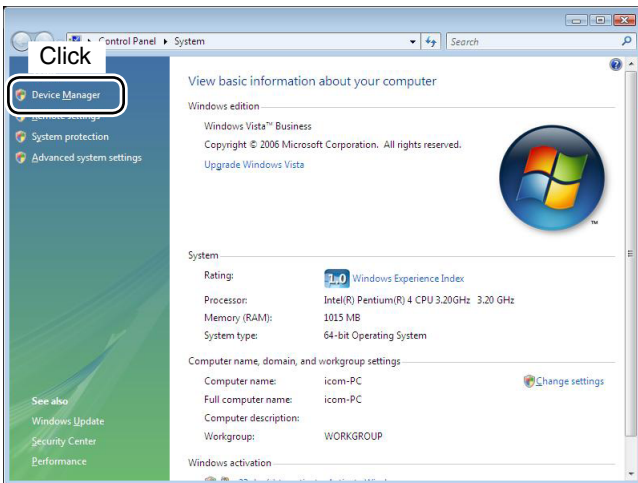 Control Panel ▸ System
Search
Click
Device Manager
Remote settings
System protection
Advanced system settings
View basic information about your computer
Windows edition
Windows Vista™ Business
Copyright © 2006 Microsoft Corporation. All rights reserved.
Upgrade Windows Vista
TM
System
Rating:
1.0 Windows Experience Index
Processor: Intel(R) Pentium(R) 4 CPU 3.20GHz 3.20 GHz
Memory (RAM): 1015 MB
System type: 64-bit Operating System
Computer name, domain, and workgroup settings
Computer name: icom-PC
Change settings
Full computer name: icom-PC
Computer description:
Workgroup: WORKGROUP
Windows activation
See also
Windows Update
Security Center
Performance